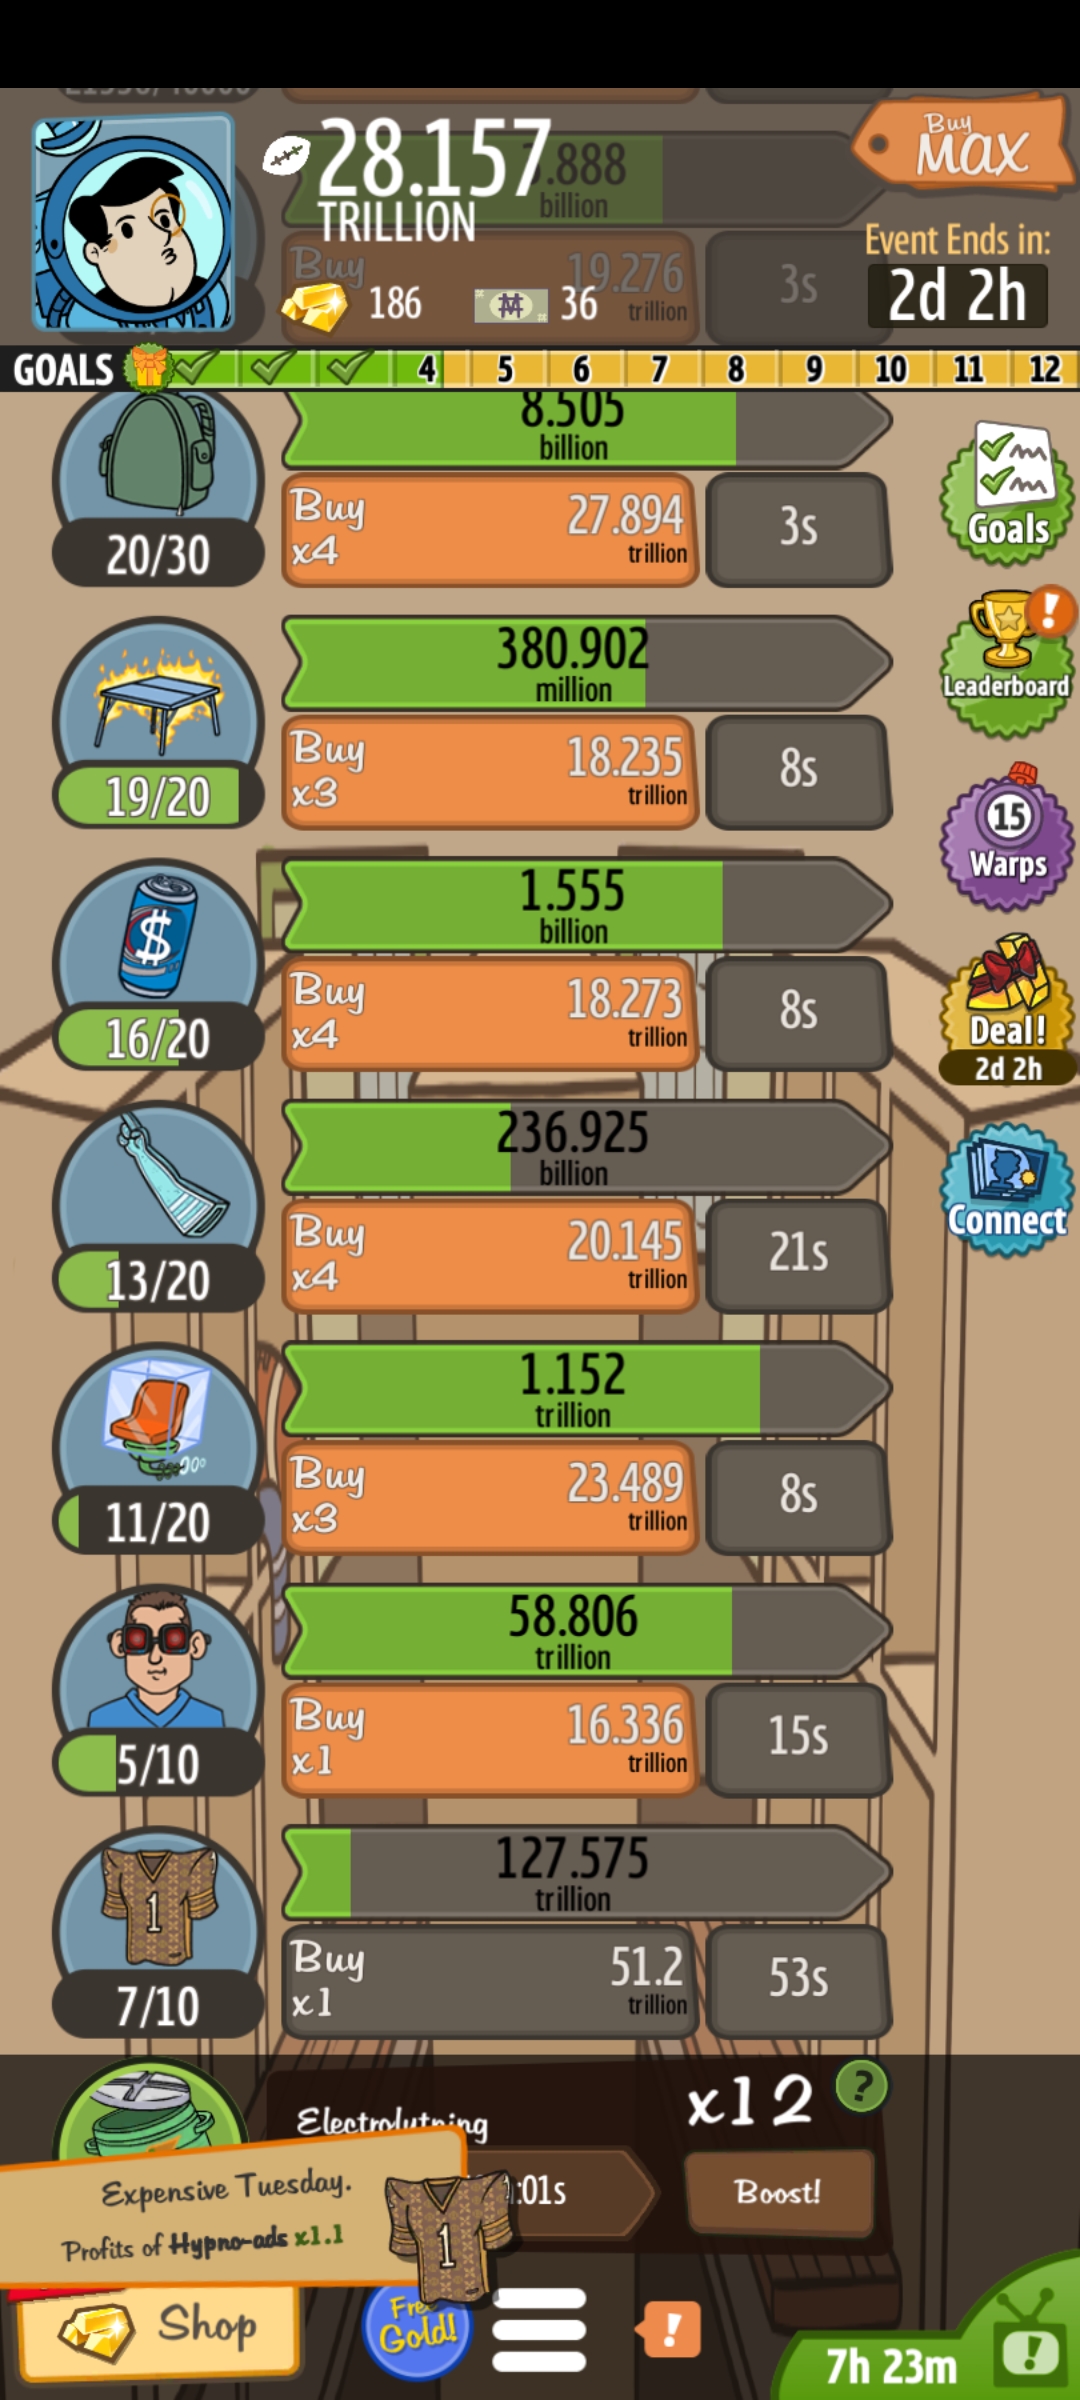 28.157
TRILLION
.888
billion
Buy
MAX
Event Ends in:
2d 2h
Buy
19.276
trillion
3s
186
36
GOALS 4 5 6 7 8 9 10 11 12
8.505
billion
Buy
x4
27.894
trillion
3s
20/30
Goals
380.902
million
Buy
x3
18.235
trillion
8s
19/20
Leaderboard
15
Warps
1.555
billion
$
Buy
x4
18.273
trillion
8s
16/20
Deal!
2d 2h
236.925
billion
Buy
x4
20.145
trillion
21s
13/20
Connect
1.152
trillion
Buy
x3
23.489
trillion
8s
11/20
58.806
trillion
Buy
x1
16.336
trillion
15s
5/10
127.575
trillion
1
Buy
x1
51.2
trillion
53s
7/10
x12
?
:01s
Boost!
Expensive Tuesday.
Profits of Hypno-ads x1.1
1
Shop
Free
Gold!
!
7h 23m
!